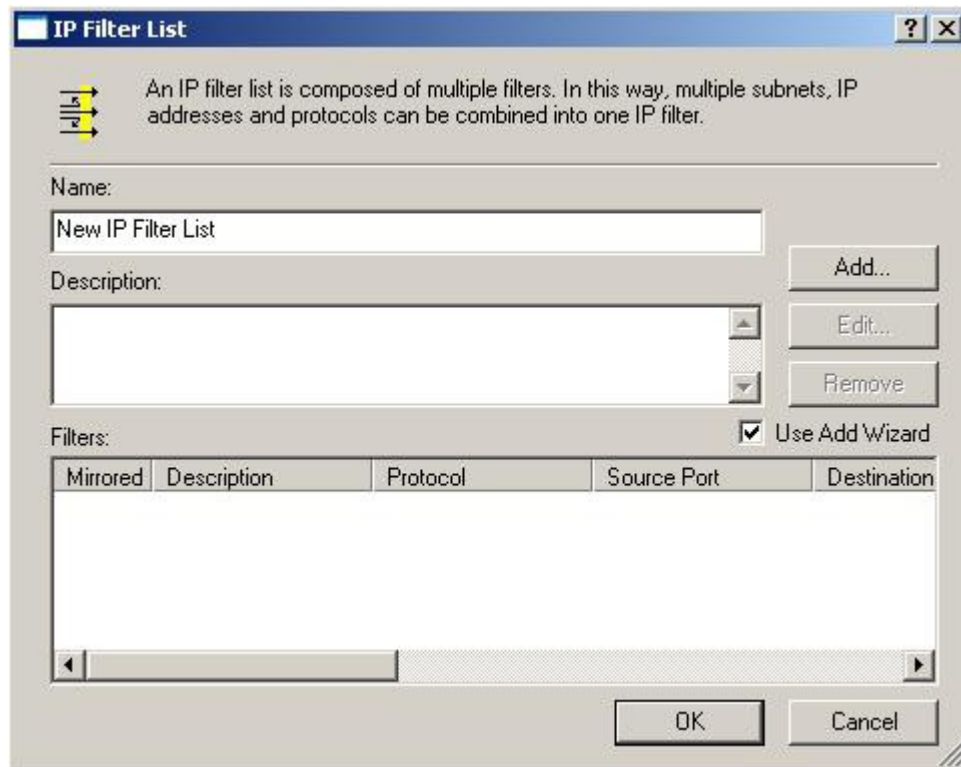 IP Filter List
An IP filter list is composed of multiple filters. In this way, multiple subnets, IP
addresses and protocols can be combined into one IP filter.
Name:
New IP Filter List
Add...
Description:
Edit...
Remove
Filters:
Use Add Wizard
Mirrored Description Protocol Source Port Destination
OK Cancel